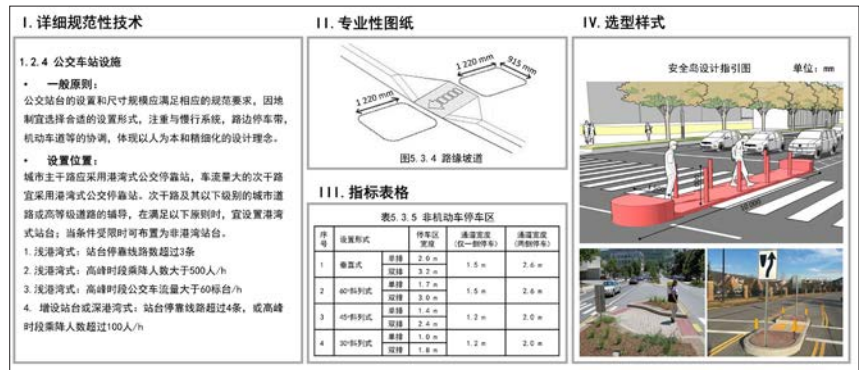 I. 详细规范性技术
1.2.4 公交车站设施
• 一般原则：
公交站台的设置和尺寸规模应满足相应的规范要求，因地
制宜选择合适的设置形式，注重与慢行系统，路边停车带，
机动车道等的协调，体现以人为本和精细化的设计理念。
• 设置位置：
城市主干路应采用港湾式公交停靠站，车流量大的次干路
宜采用港湾式公交停靠站。次干路及其以下级别的城市道
路或高等级道路的辅导，在满足以下原则时，宜设置港湾
式站台；当条件受限时可布置为非港湾站台。
1. 浅港湾式：站台停靠线路数超过3条
2. 浅港湾式：高峰时段乘降人数大于500人/h
3. 浅港湾式：高峰时段公交车流量大于60标台/h
4. 增设站台或深港湾式：站台停靠线路超过4条，或高峰
时段乘降人数超过100人/h
II. 专业性图纸
1 220 mm
1 220 mm
915 mm
图5.3.4 路缘坡道
III. 指标表格
表5.3.5 非机动车停车区
序号 设置形式 停车区宽度 通道宽度（仅一侧停车） 通道宽度（两侧停车）
1 垂直式 单排 2.0 m 1.5 m 2.6 m
双排 3.2 m
2 60°斜列式 单排 1.7 m 1.5 m 2.6 m
双排 3.0 m
3 45°斜列式 单排 1.4 m 1.2 m 2.0 m
双排 2.4 m
4 30°斜列式 单排 1.0 m 1.2 m 2.0 m
双排 1.8 m
IV. 选型样式
安全岛设计指引图 单位：mm
10,000